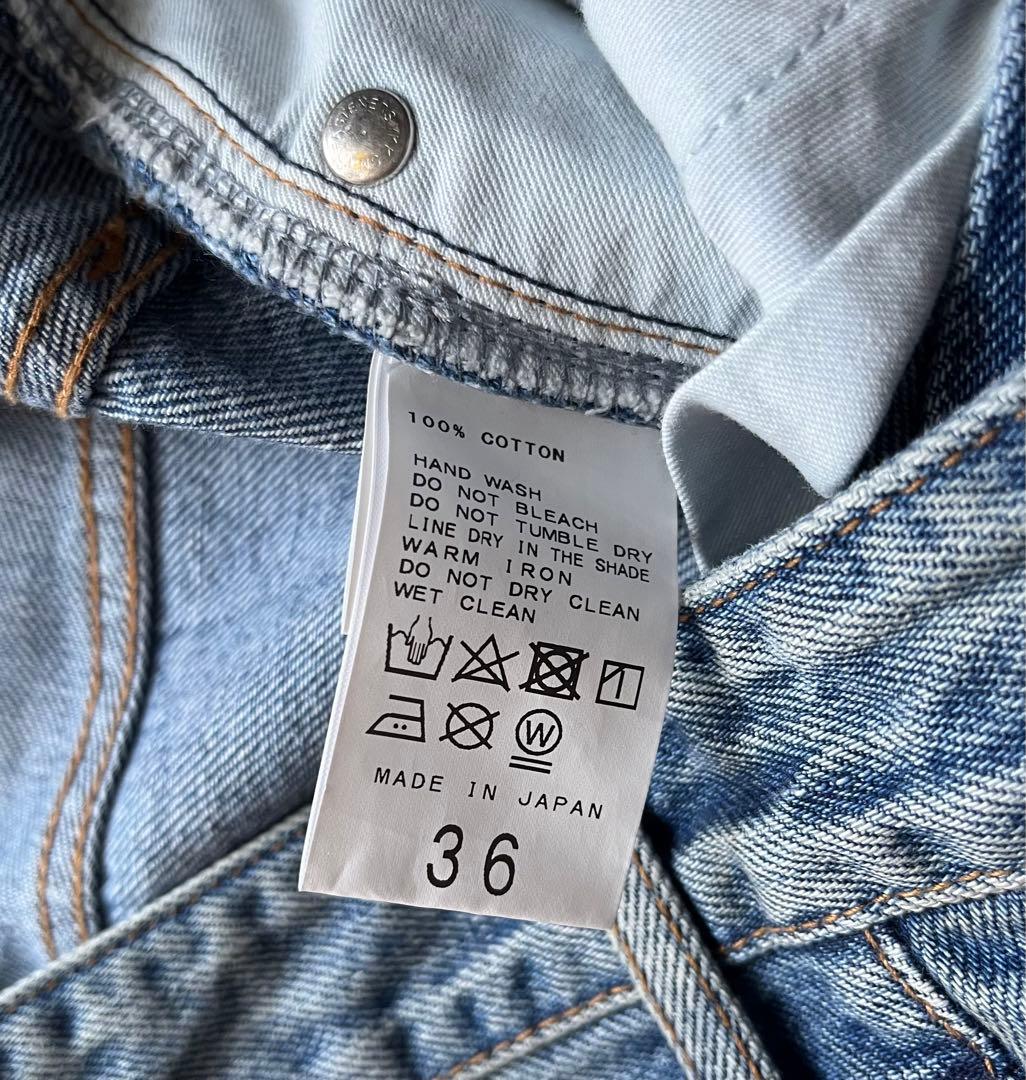 100% COTTON
HAND WASH
DO NOT BLEACH
DO NOT TUMBLE DRY
LINE DRY IN THE SHADE
WARM IRON
DO NOT DRY CLEAN
WET CLEAN
W
MADE IN JAPAN
36